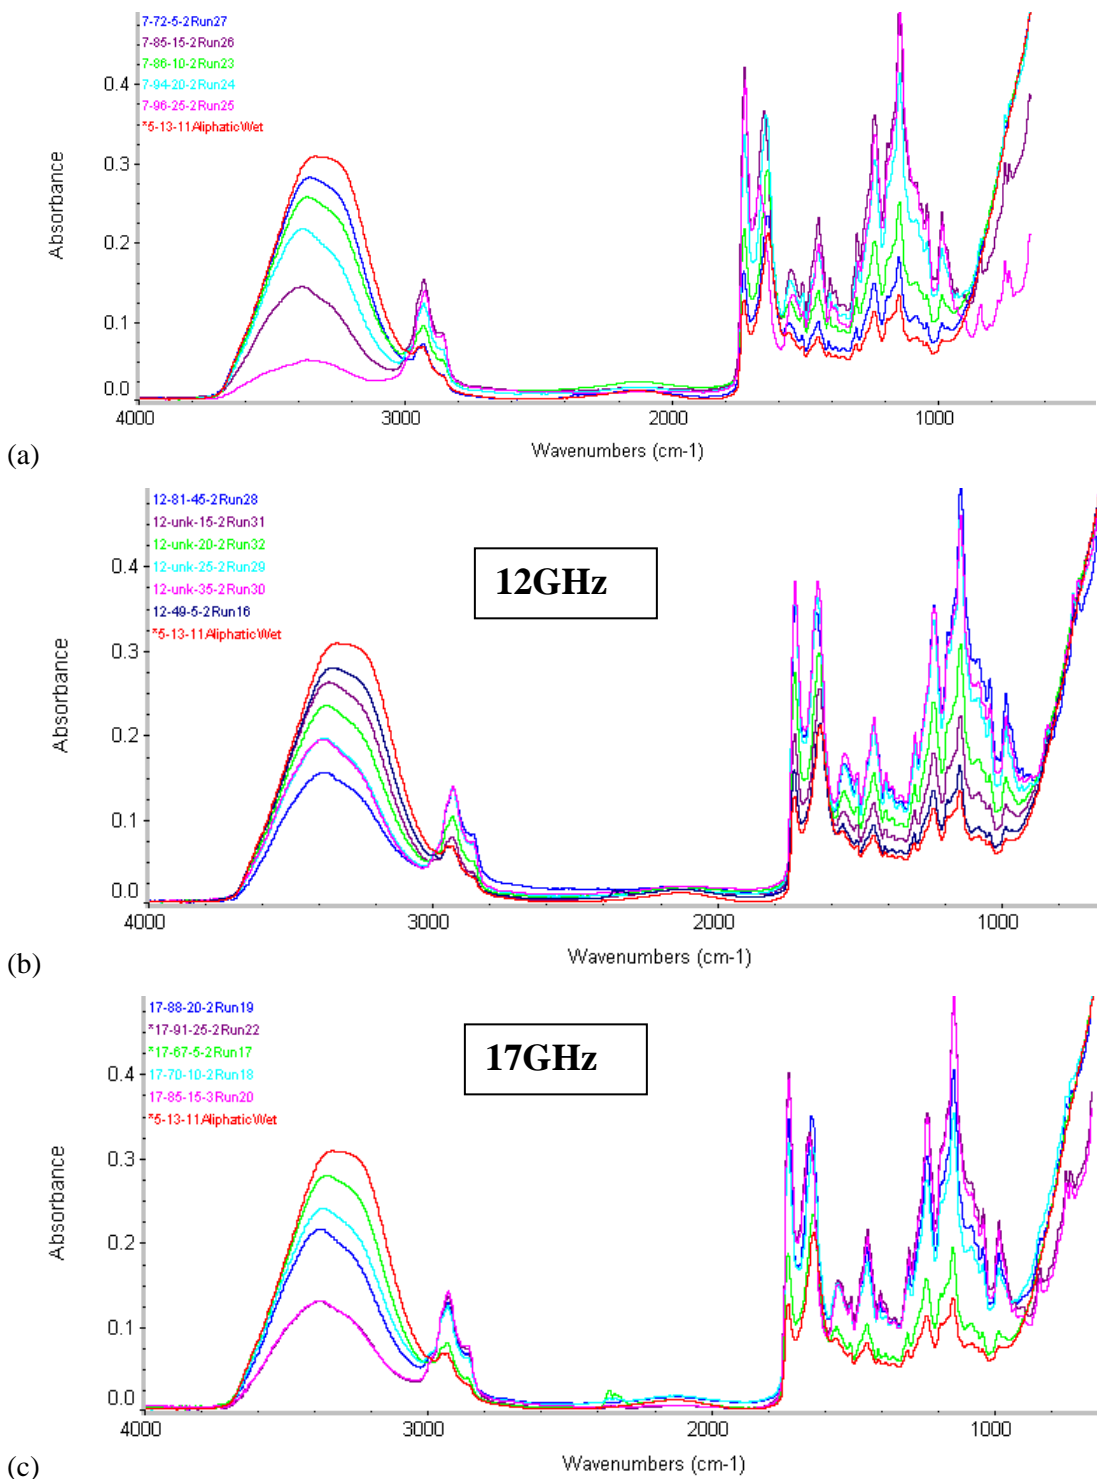 7-72-5-2Run27
7-85-15-2Run26
7-86-10-2Run23
7-94-20-2Run24
7-96-25-2Run25
*5-13-11AliphaticWet
0.4
0.3
0.2
0.1
0.0
Absorbance
4000 3000 2000 1000
Wavenumbers (cm-1)
(a)
12-81-45-2Run28
12-unk-15-2Run31
12-unk-20-2Run32
12-unk-25-2Run29
12-unk-35-2Run30
12-49-5-2Run16
*5-13-11AliphaticWet
12GHz
0.4
0.3
0.2
0.1
0.0
Absorbance
4000 3000 2000 1000
Wavenumbers (cm-1)
(b)
17-88-20-2Run19
*17-91-25-2Run22
*17-67-5-2Run17
17-70-10-2Run18
17-85-15-3Run20
*5-13-11AliphaticWet
17GHz
0.4
0.3
0.2
0.1
0.0
Absorbance
4000 3000 2000 1000
Wavenumbers (cm-1)
(c)